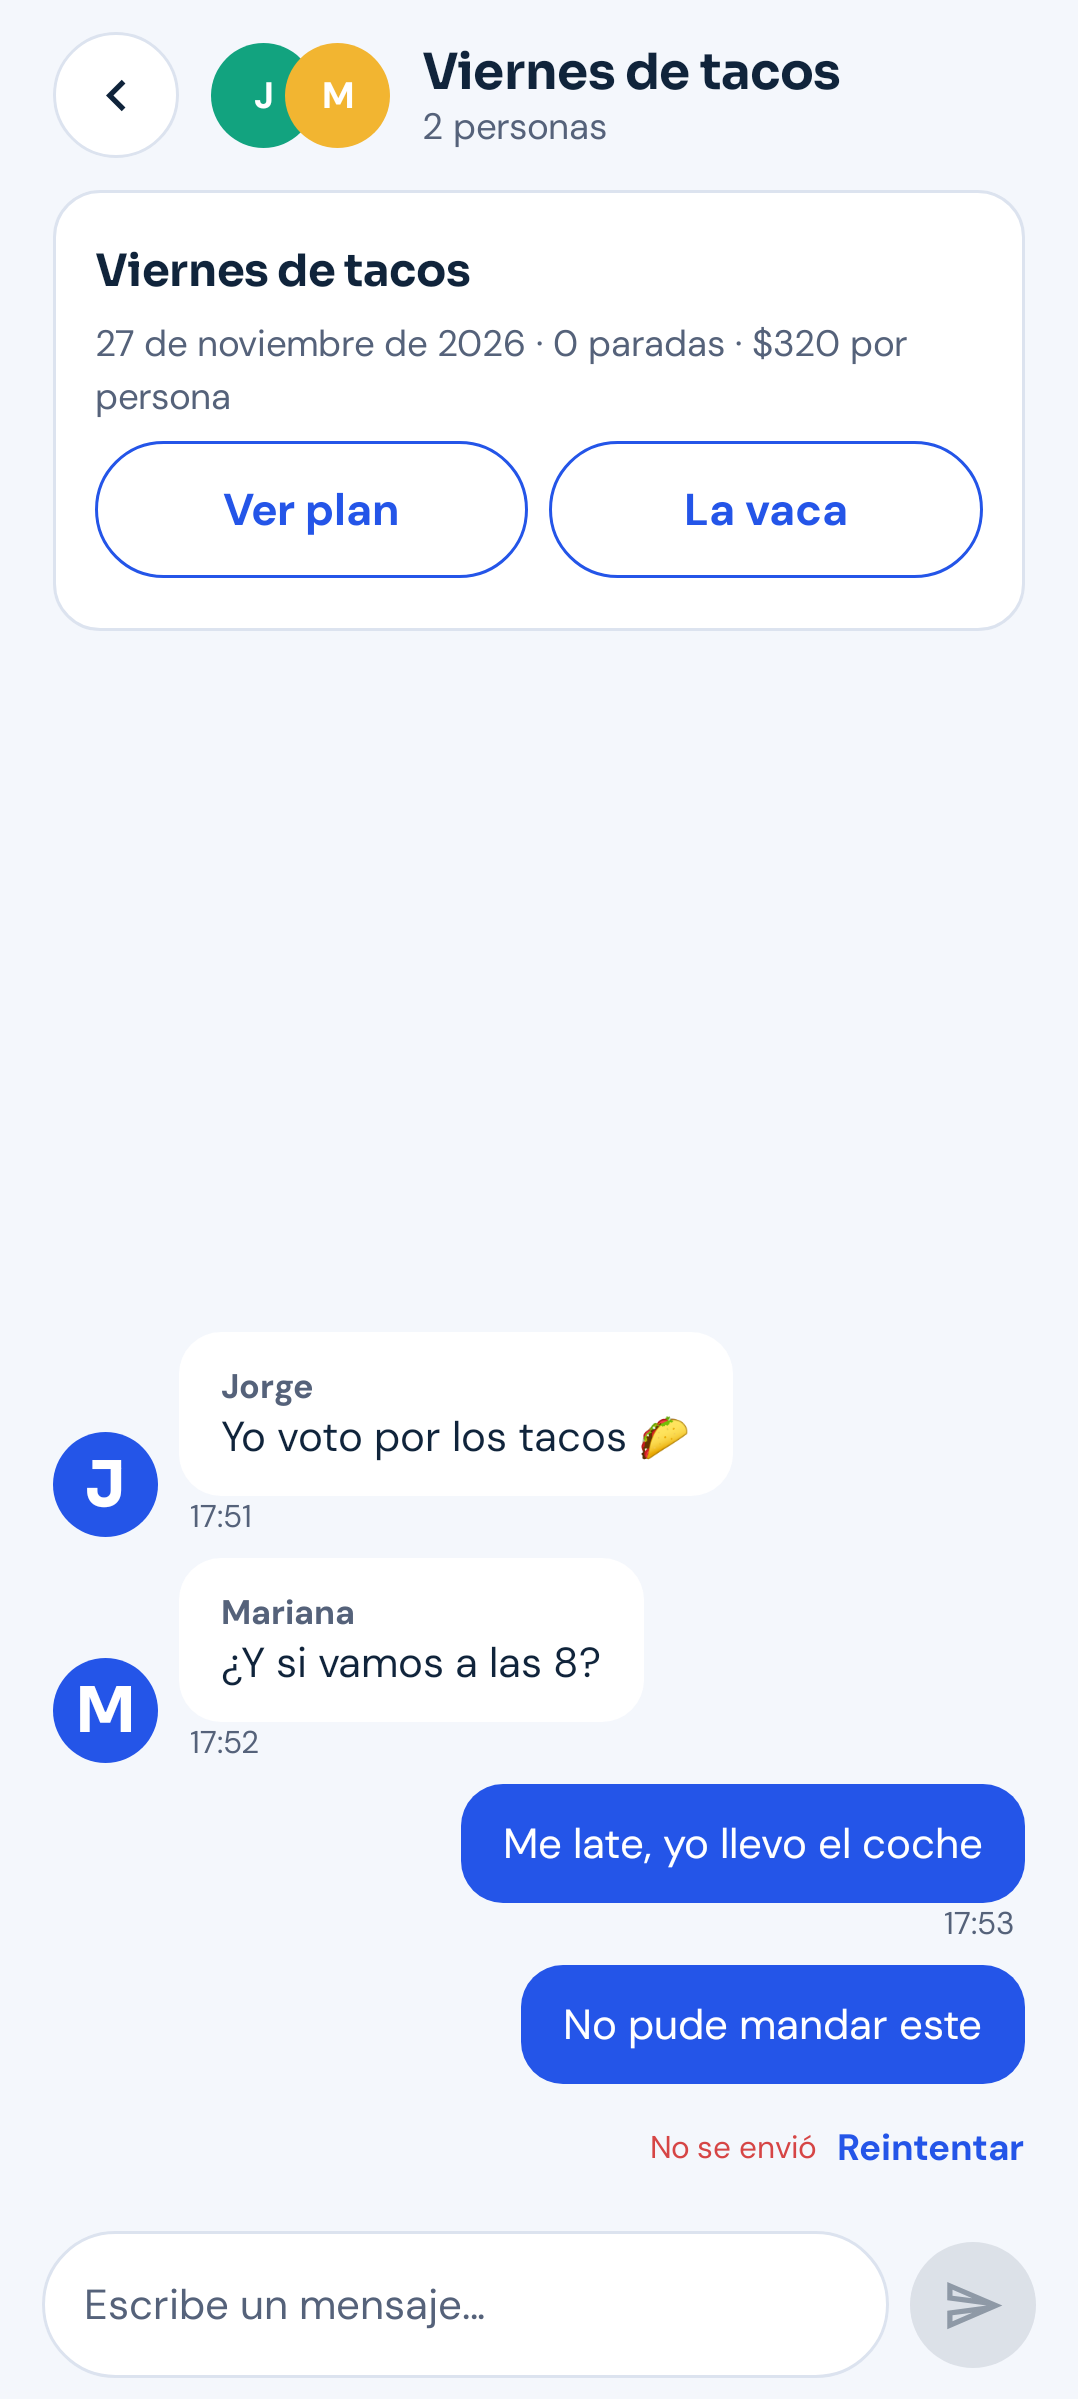 J M Viernes de tacos
2 personas
Viernes de tacos
27 de noviembre de 2026 · 0 paradas · $320 por
persona
Ver plan La vaca
Jorge
Yo voto por los tacos 🌮
J
17:51
Mariana
¿Y si vamos a las 8?
M
17:52
Me late, yo llevo el coche
17:53
No pude mandar este
No se envió Reintentar
Escribe un mensaje...